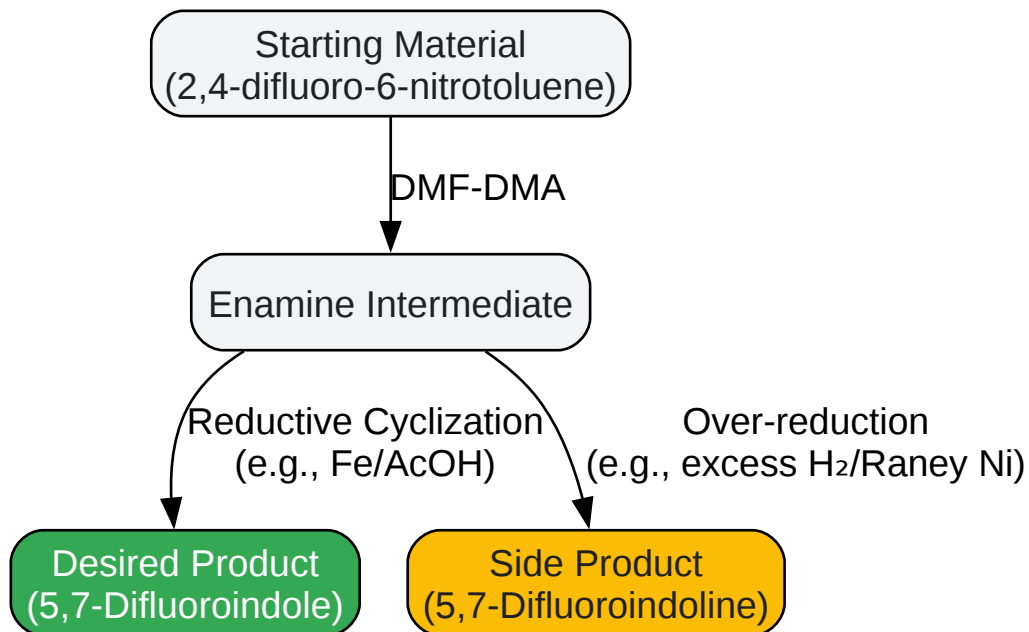 Starting Material
(2,4-difluoro-6-nitrotoluene)
DMF-DMA
Enamine Intermediate
Reductive Cyclization
(e.g., Fe/AcOH)
Over-reduction
(e.g., excess H₂/Raney Ni)
Desired Product
(5,7-Difluoroindole)
Side Product
(5,7-Difluoroindoline)